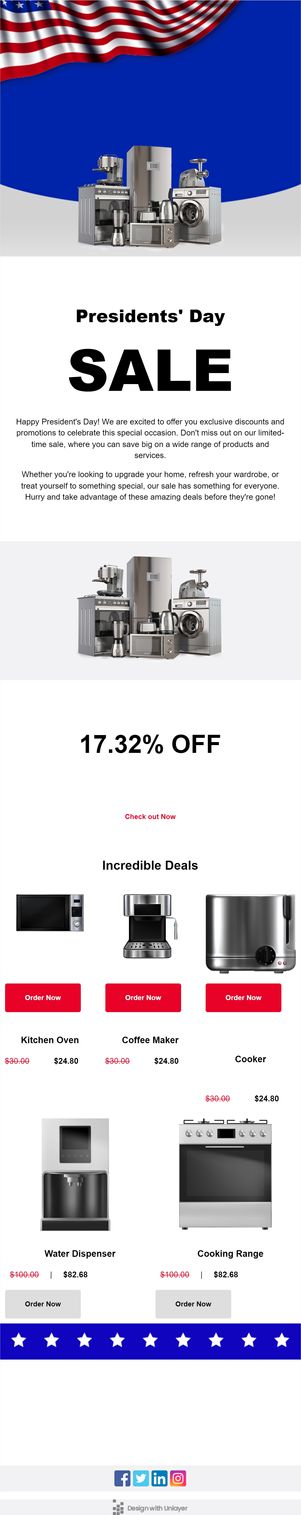 Presidents' Day
SALE
Happy President's Day! We are excited to offer you exclusive discounts and
promotions to celebrate this special occasion. Don't miss out on our limited-
time sale, where you can save big on a wide range of products and
services.
Whether you're looking to upgrade your home, refresh your wardrobe, or
treat yourself to something special, our sale has something for everyone.
Hurry and take advantage of these amazing deals before they're gone!
17.32% OFF
Check out Now
Incredible Deals
Order Now Order Now Order Now
Kitchen Oven Coffee Maker
$30.00 $24.80 $30.00 $24.80
Cooker
$30.00 $24.80
Water Dispenser Cooking Range
$100.00 | $82.68 $100.00 | $82.68
Order Now Order Now
Design with Unlayer